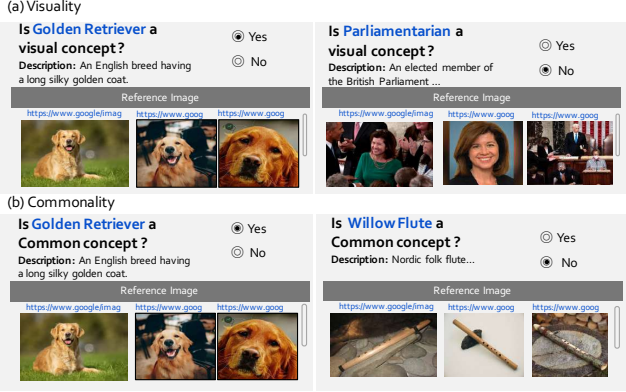 (a) Visuality
Is Golden Retriever a
visual concept ?
Yes
No
Description: An English breed having
a long silky golden coat.
Reference Image
https://www.google/imag
https://www.goog
https://www.goog
Is Parliamentarian a
visual concept ?
Yes
No
Description: An elected member of
the British Parliament ...
Reference Image
https://www.google/imag
https://www.goog
https://www.goog
(b) Commonality
Is Golden Retriever a
Common concept ?
Yes
No
Description: An English breed having
a long silky golden coat.
Reference Image
https://www.google/imag
https://www.goog
https://www.goog
Is Willow Flute a
Common concept ?
Yes
No
Description: Nordic folk flute...
Reference Image
https://www.google/imag
https://www.goog
https://www.goog